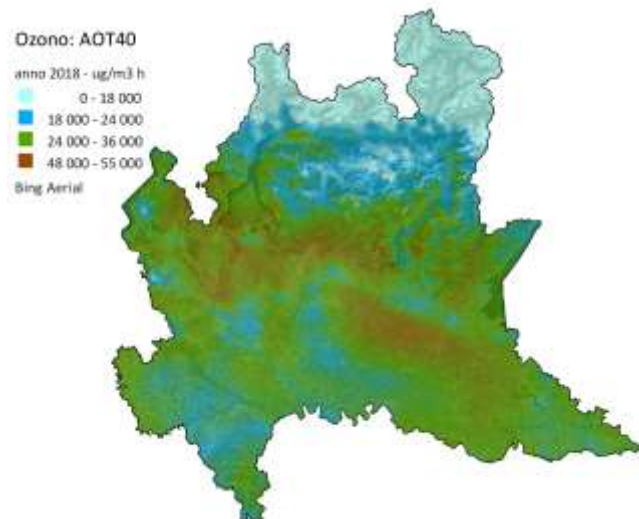 Ozono: AOT40
anno 2018 - ug/m3 h
0 - 18 000
18 000 - 24 000
24 000 - 36 000
48 000 - 55 000
Bing Aerial